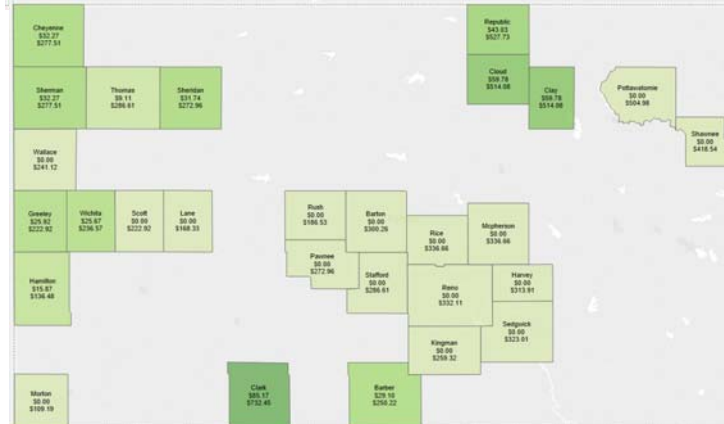 Cheyenne
$32.27
$277.51
Republic
$43.03
$527.73
Sherman
$32.27
$277.51
Thomas
$9.11
$286.61
Sheridan
$31.74
$272.96
Cloud
$59.78
$514.08
Clay
$59.78
$514.08
Pottawatomie
$0.00
$504.98
Shawnee
$0.00
$418.54
Wallace
$0.00
$241.12
Greeley
$25.92
$222.92
Wichita
$25.67
$236.57
Scott
$0.00
$222.92
Lane
$0.00
$168.33
Rush
$0.00
$186.53
Barton
$0.00
$300.26
Rice
$0.00
$336.66
Mcpherson
$0.00
$336.66
Hamilton
$15.87
$136.48
Pawnee
$0.00
$272.96
Stafford
$0.00
$286.61
Reno
$0.00
$332.11
Harvey
$0.00
$313.91
Sedgwick
$0.00
$323.01
Kingman
$0.00
$259.32
Morton
$0.00
$109.19
Clark
$85.17
$732.45
Barber
$29.10
$250.22